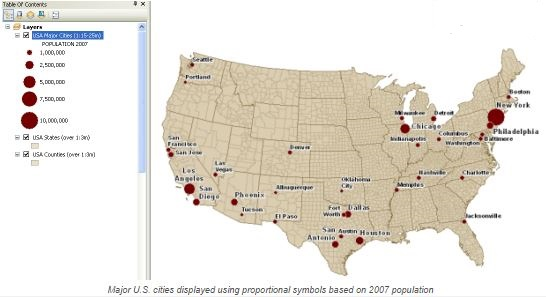 Table Of Contents
Layers
USA Major Cities (1:15-25m)
POPULATION 2007
1,000,000
2,500,000
5,000,000
7,500,000
10,000,000
USA States (over 1:3m)
USA Counties (over 1:3m)
Seattle
Portland
San
Francisco
San Jose
Las
Vegas
Los
Angeles
San
Diego
Phoenix
Tucson
Denver
Albuquerque
El Paso
Oklahoma
City
Fort
Worth
Dallas
Austin
San
Antonio
Houston
Milwaukee
Chicago
Detroit
Indianapolis
Columbus
Washington
Boston
New York
Philadelphia
Baltimore
Nashville
Memphis
Charlotte
Jacksonville
Major U.S. cities displayed using proportional symbols based on 2007 population